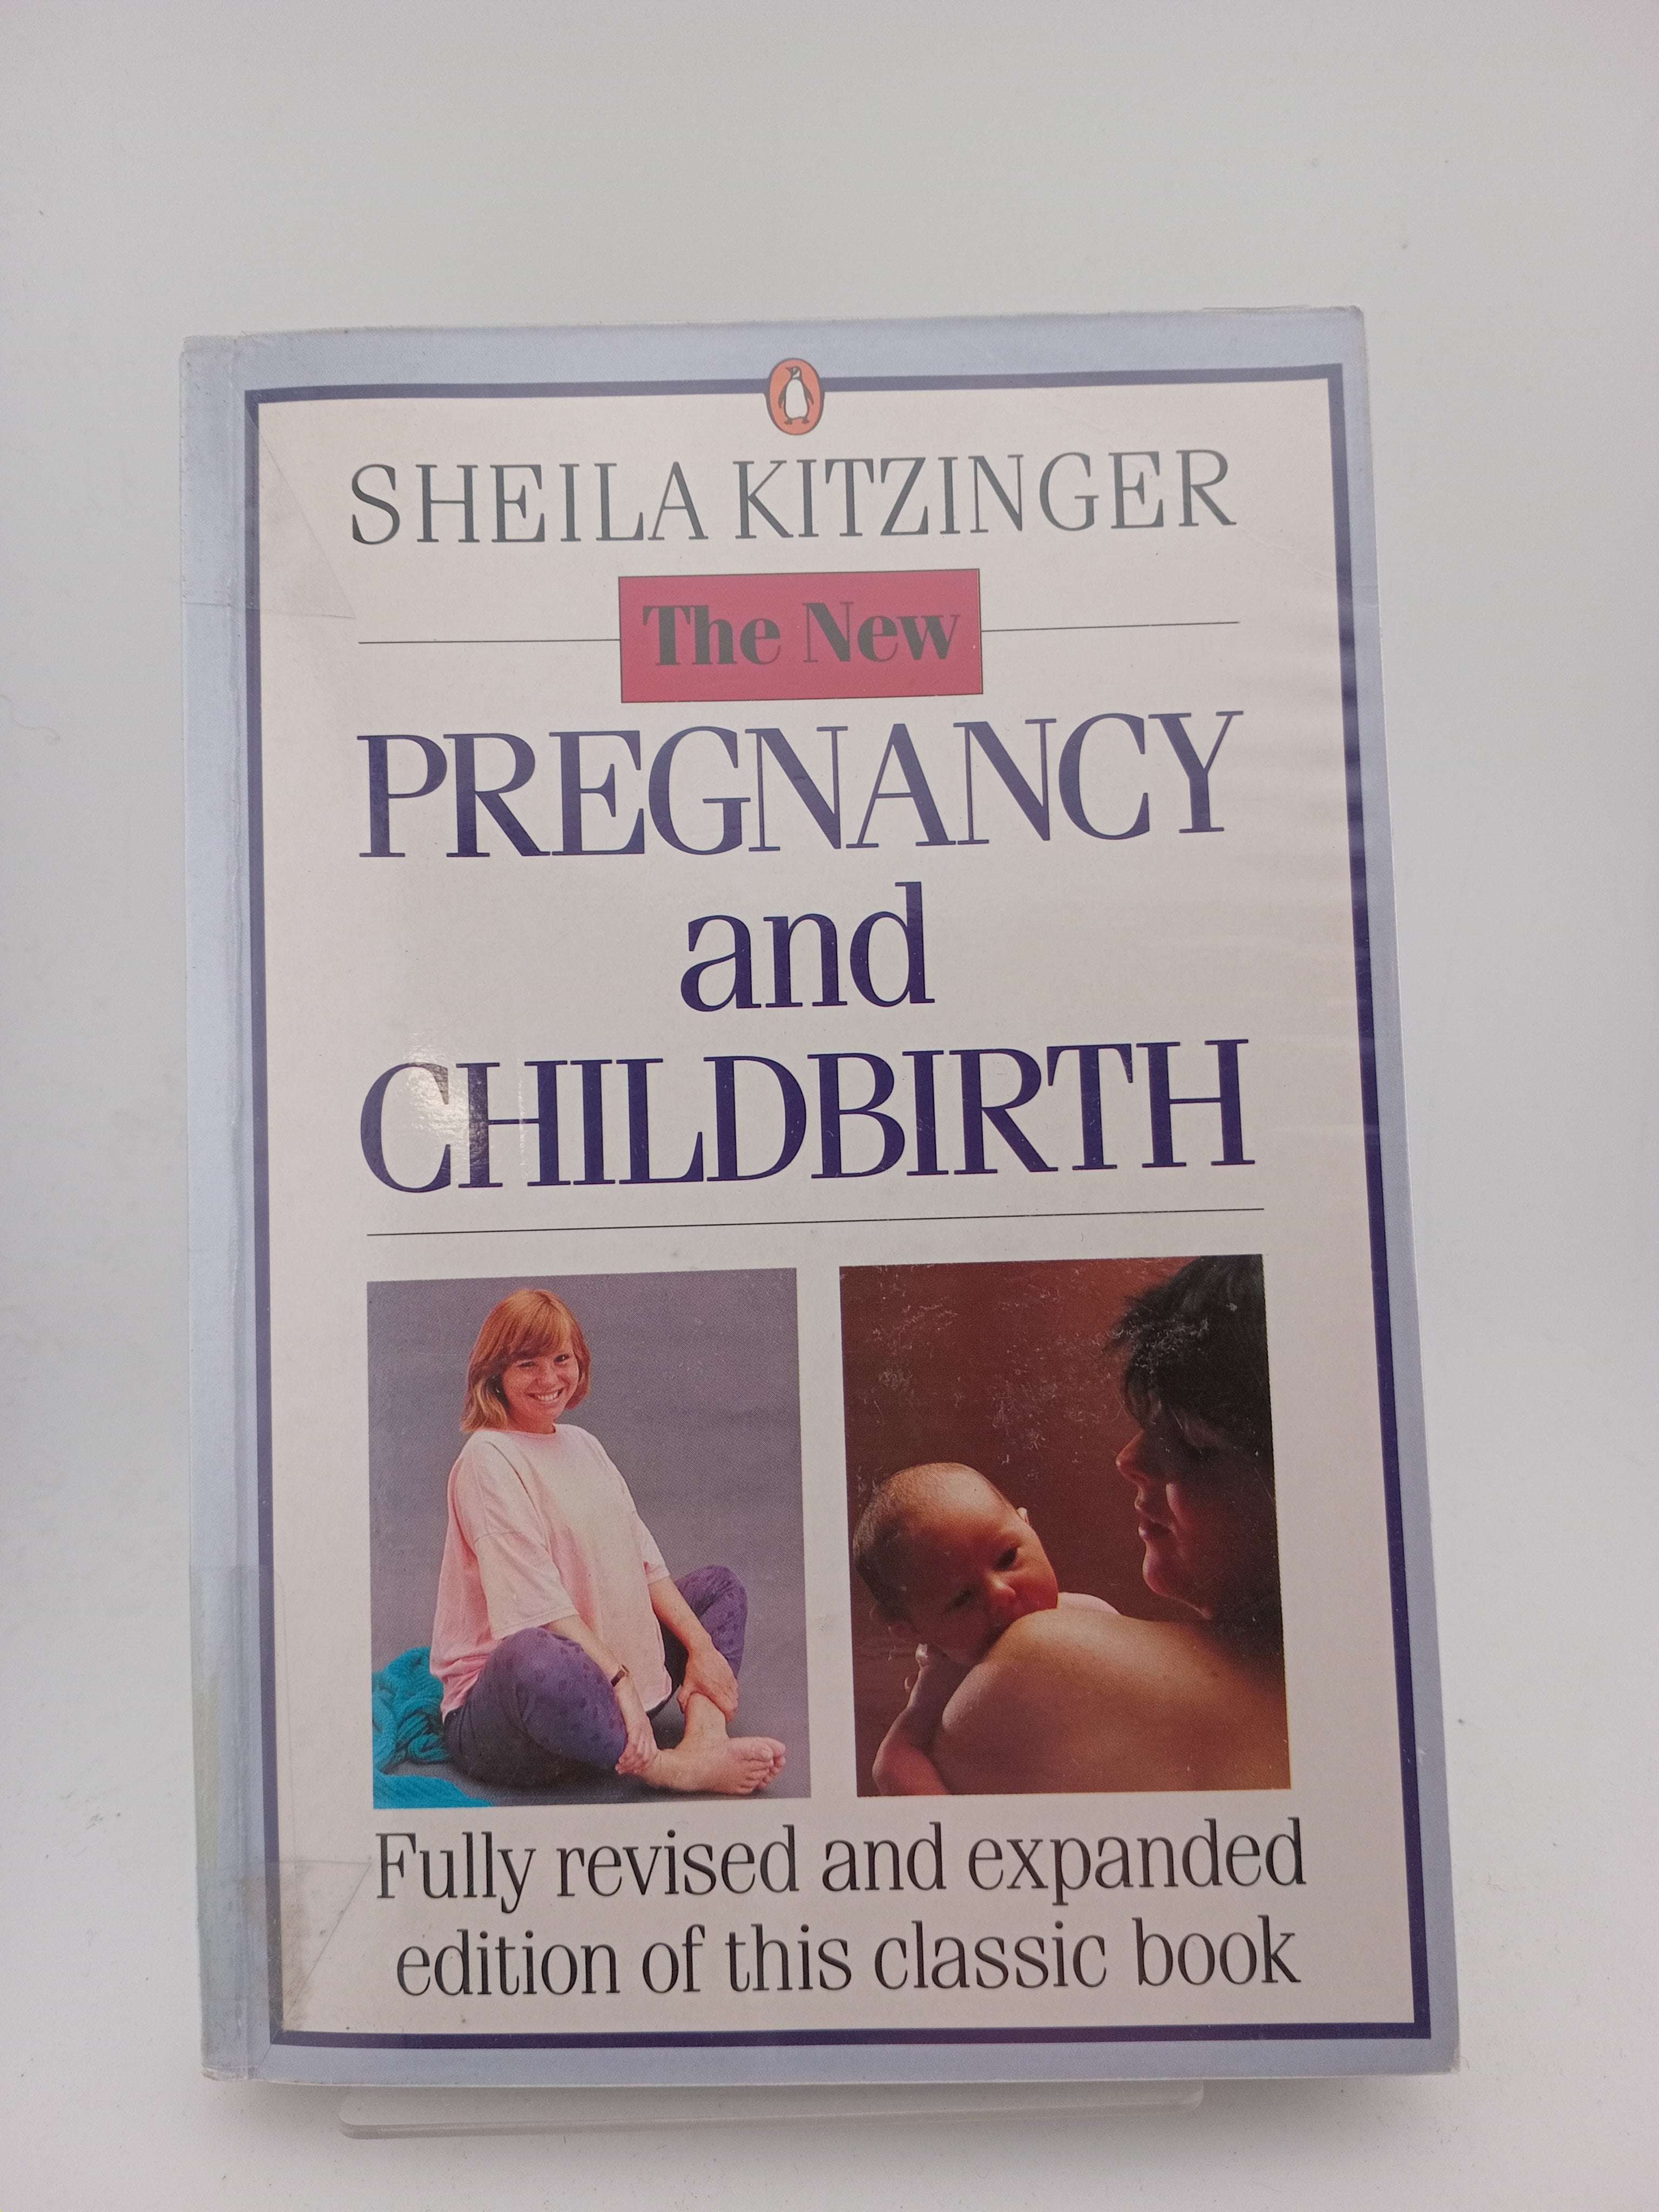 SHEILA KITZINGER
The New
PREGNANCY
and
CHILDBIRTH
Fully revised and expanded
edition of this classic book